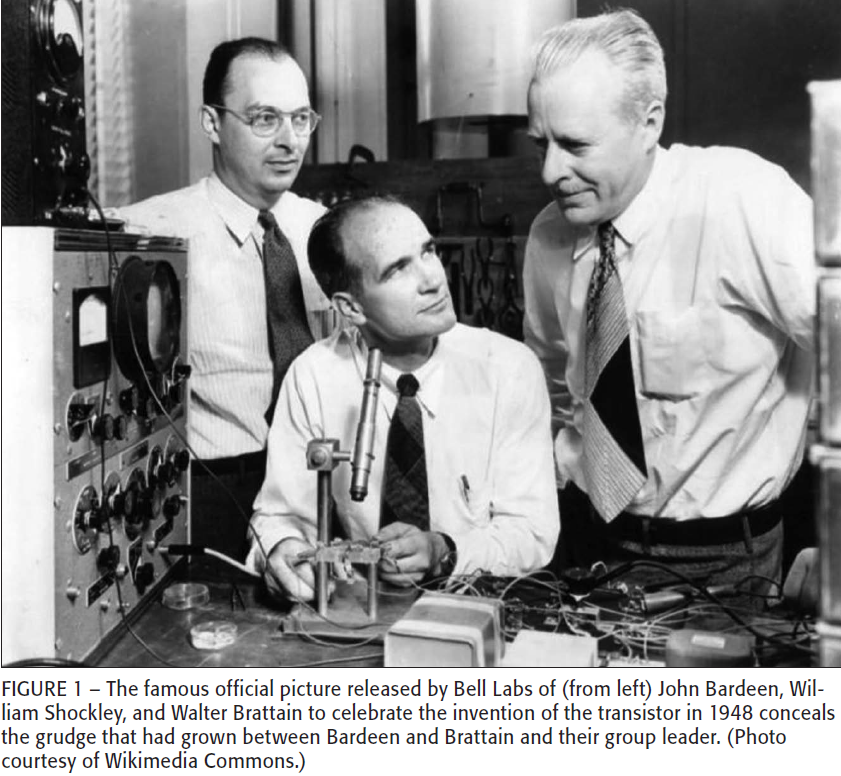 FIGURE 1 – The famous official picture released by Bell Labs of (from left) John Bardeen, Wil-
liam Shockley, and Walter Brattain to celebrate the invention of the transistor in 1948 conceals
the grudge that had grown between Bardeen and Brattain and their group leader. (Photo
courtesy of Wikimedia Commons.)